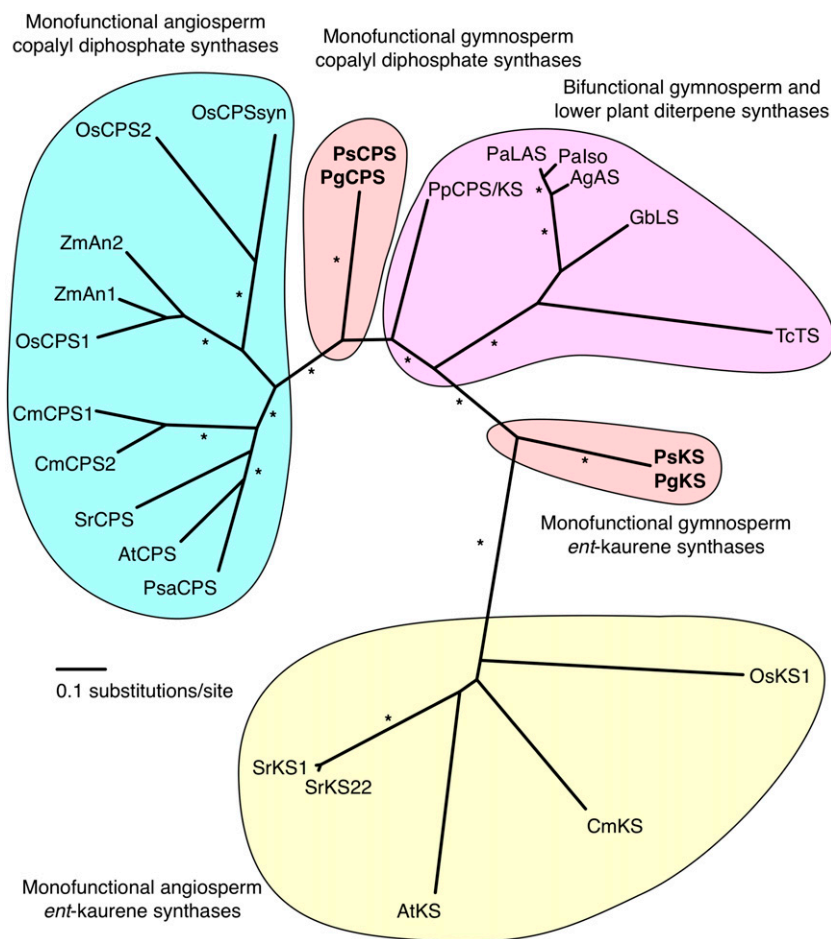 Monofunctional angiosperm
copalyl diphosphate synthases
Monofunctional gymnosperm
copalyl diphosphate synthases
Bifunctional gymnosperm and
lower plant diterpene synthases
OsCPS2
OsCPSsyn
ZmAn2
ZmAn1
OsCPS1
CmCPS1
CmCPS2
SrCPS
AtCPS
PsaCPS
*
*
*
*
*
*
PsCPS
PgCPS
*
PpCPS/KS
PaLAS
PaIso
AgAS
*
*
GbLS
TcTS
*
*
*
PsKS
PgKS
*
Monofunctional gymnosperm
ent-kaurene synthases
*
0.1 substitutions/site
OsKS1
*
SrKS1
SrKS22
CmKS
AtKS
Monofunctional angiosperm
ent-kaurene synthases